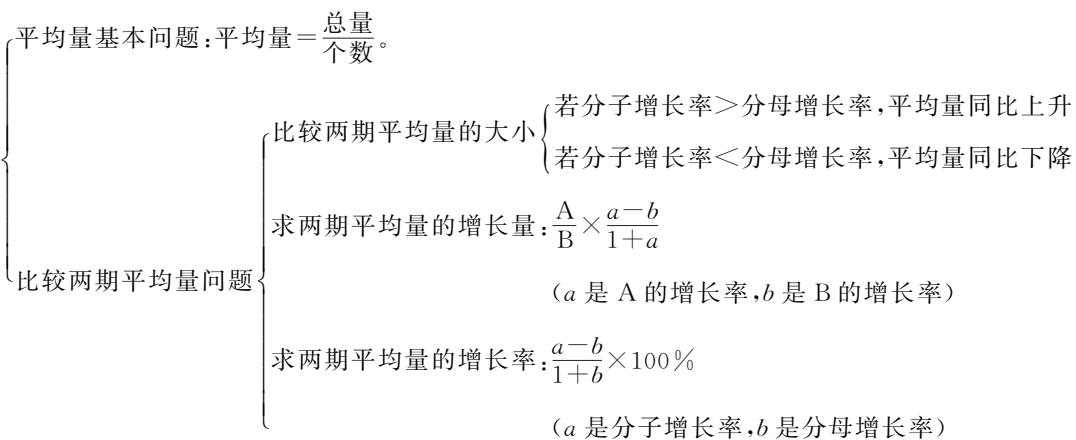 平均量基本问题:平均量=总量/个数。
比较两期平均量问题
比较两期平均量的大小
若分子增长率>分母增长率,平均量同比上升
若分子增长率<分母增长率,平均量同比下降
求两期平均量的增长量:A/B×(a-b)/(1+a)
(a是A的增长率,b是B的增长率)
求两期平均量的增长率:(a-b)/(1+b)×100%
(a是分子增长率,b是分母增长率)